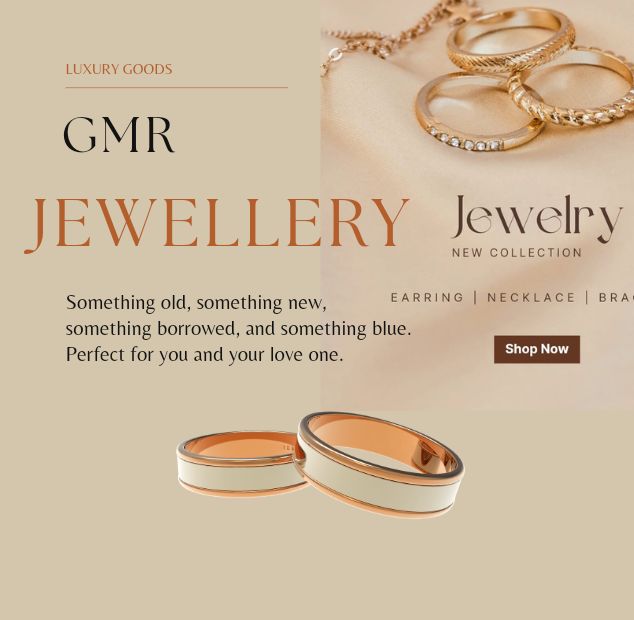 LUXURY GOODS
GMR
JEWELLERY
Something old, something new,
something borrowed, and something blue.
Perfect for you and your love one.
Jewelry
NEW COLLECTION
EARRING | NECKLACE | BRA
Shop Now